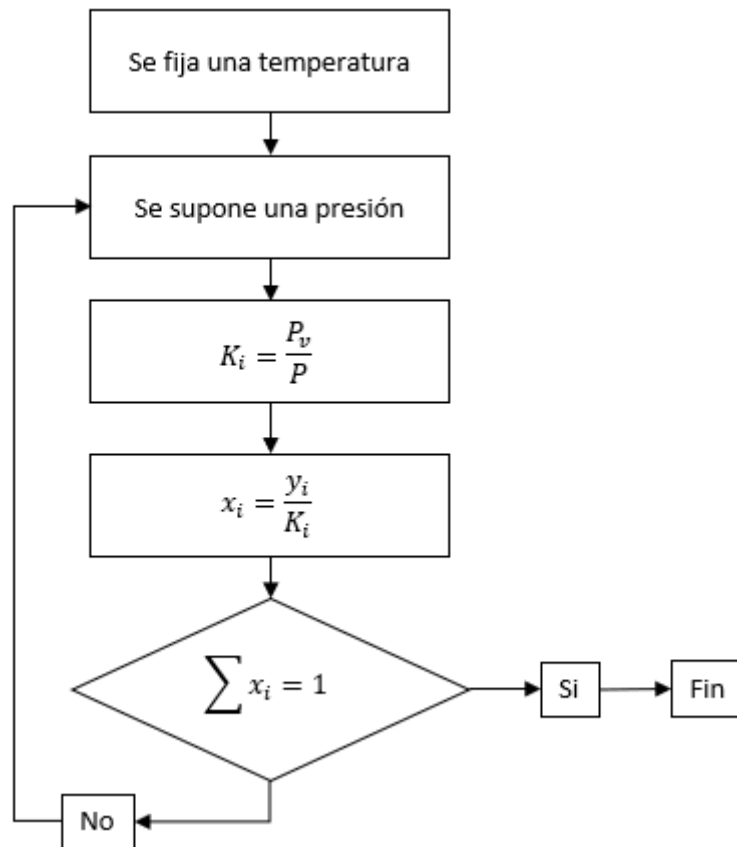 Se fija una temperatura
Se supone una presión
K_i = P_v / P
x_i = y_i / K_i
∑ x_i = 1
Si
Fin
No